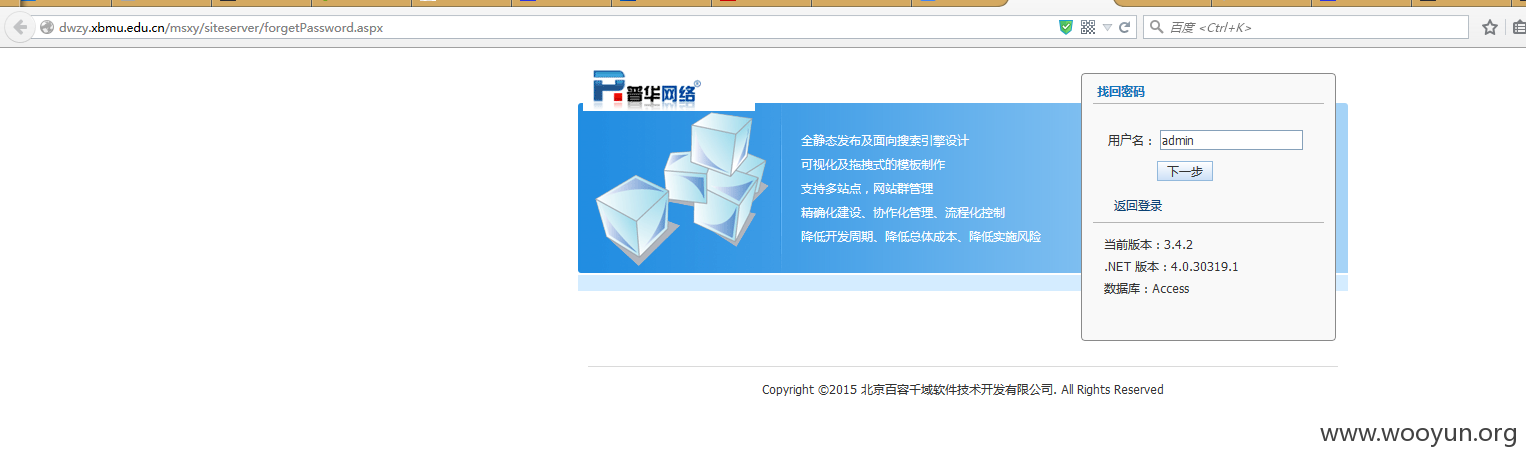 dwzy.xbmu.edu.cn/msxy/siteserver/forgetPassword.aspx
百度 <Ctrl+K>
普华网络®
全静态发布及面向搜索引擎设计
可视化及拖拽式的模板制作
支持多站点，网站群管理
精确化建设、协作化管理、流程化控制
降低开发周期、降低总体成本、降低实施风险
找回密码
用户名： admin
下一步
返回登录
当前版本：3.4.2
.NET 版本：4.0.30319.1
数据库：Access
Copyright ©2015 北京百容千域软件技术开发有限公司. All Rights Reserved
www.wooyun.org